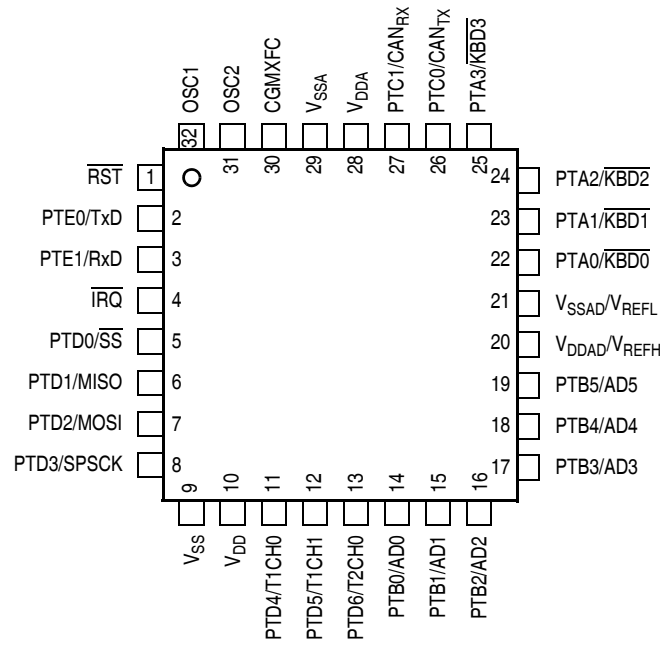 OSC1
OSC2
CGMXFC
VSSA
VDDA
PTC1/CANRX
PTC0/CANTX
PTA3/KBD3
32
31
30
29
28
27
26
25
RST 1
PTE0/TxD 2
PTE1/RxD 3
IRQ 4
PTD0/SS 5
PTD1/MISO 6
PTD2/MOSI 7
PTD3/SPSCK 8
24 PTA2/KBD2
23 PTA1/KBD1
22 PTA0/KBD0
21 VSSAD/VREFL
20 VDDAD/VREFH
19 PTB5/AD5
18 PTB4/AD4
17 PTB3/AD3
9
10
11
12
13
14
15
16
VSS
VDD
PTD4/T1CH0
PTD5/T1CH1
PTD6/T2CH0
PTB0/AD0
PTB1/AD1
PTB2/AD2